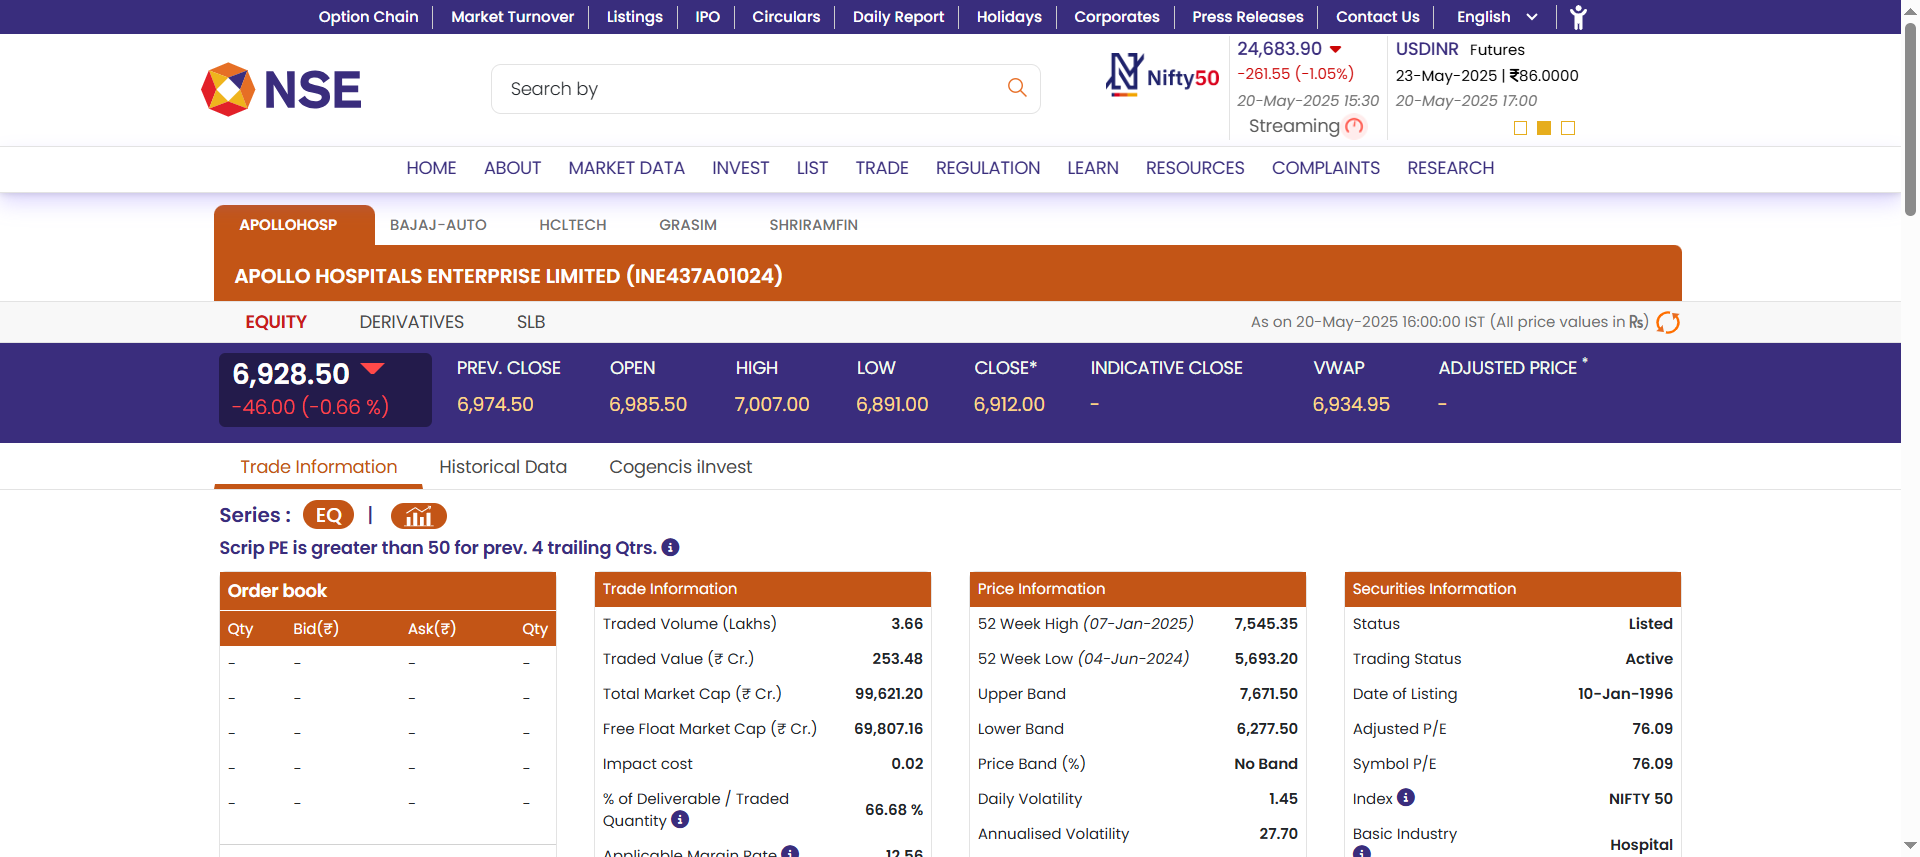 Option Chain Market Turnover Listings IPO Circulars Daily Report Holidays Corporates Press Releases Contact Us English
NSE
Search by
Nifty50
24,683.90
-261.55 (-1.05%)
20-May-2025 15:30
Streaming
USDINR Futures
23-May-2025 | ₹86.0000
20-May-2025 17:00
HOME ABOUT MARKET DATA INVEST LIST TRADE REGULATION LEARN RESOURCES COMPLAINTS RESEARCH
APOLLOHOSP BAJAJ-AUTO HCLTECH GRASIM SHRIRAMFIN
APOLLO HOSPITALS ENTERPRISE LIMITED (INE437A01024)
EQUITY DERIVATIVES SLB As on 20-May-2025 16:00:00 IST (All price values in ₨)
6,928.50
-46.00 (-0.66 %)
PREV. CLOSE OPEN HIGH LOW CLOSE* INDICATIVE CLOSE VWAP ADJUSTED PRICE *
6,974.50 6,985.50 7,007.00 6,891.00 6,912.00 - 6,934.95 -
Trade Information Historical Data Cogencis iInvest
Series : EQ |
Scrip PE is greater than 50 for prev. 4 trailing Qtrs.
Order book
Qty Bid(₹) Ask(₹) Qty
- - - -
- - - -
- - - -
- - - -
- - - -
Trade Information
Traded Volume (Lakhs) 3.66
Traded Value (₹ Cr.) 253.48
Total Market Cap (₹ Cr.) 99,621.20
Free Float Market Cap (₹ Cr.) 69,807.16
Impact cost 0.02
% of Deliverable / Traded
Quantity 66.68 %
Applicable Margin Rate 12.56
Price Information
52 Week High (07-Jan-2025) 7,545.35
52 Week Low (04-Jun-2024) 5,693.20
Upper Band 7,671.50
Lower Band 6,277.50
Price Band (%) No Band
Daily Volatility 1.45
Annualised Volatility 27.70
Securities Information
Status Listed
Trading Status Active
Date of Listing 10-Jan-1996
Adjusted P/E 76.09
Symbol P/E 76.09
Index NIFTY 50
Basic Industry Hospital